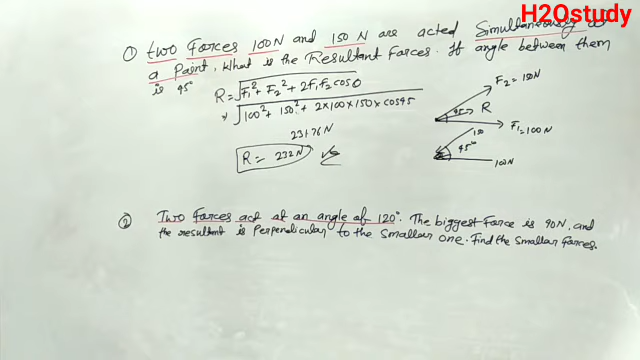 H2Ostudy
① Two Forces 100N and 150 N are acted Simultaneously at
a Point, What is the Resultant Forces. If angle between them
is 45°
R = √F₁² + F₂² + 2F₁F₂ cosθ
√100² + 150² + 2×100×150×cos45
231.76 N
R = 232N
F₂ = 150N
45°
R
F₁ = 100N
150
45°
100N
② Two Forces act at an angle of 120°. The biggest Force is 90N, and
the resultant is Perpendicular to the Smaller one. Find the Smaller Forces.